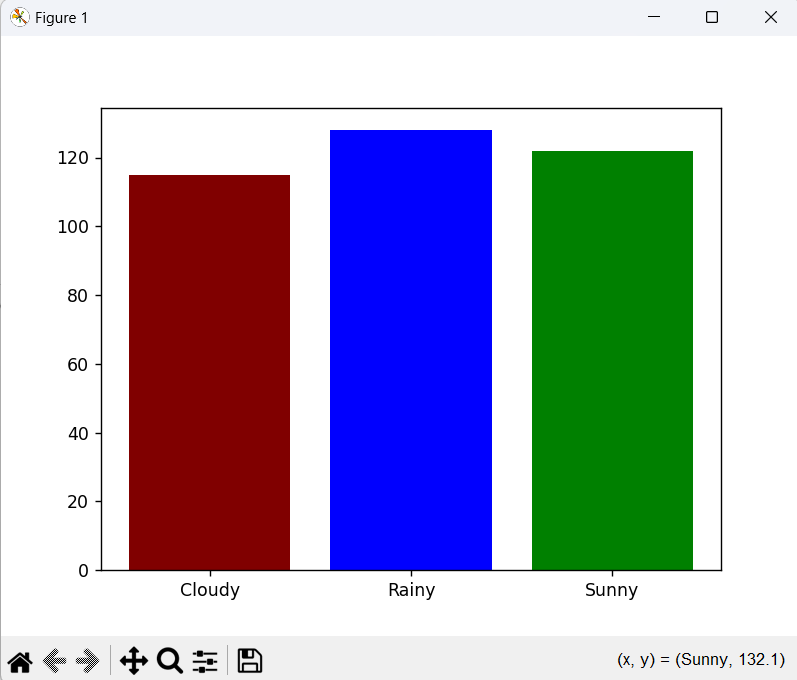 Figure 1
120
100
80
60
40
20
0
Cloudy Rainy Sunny
(x, y) = (Sunny, 132.1)